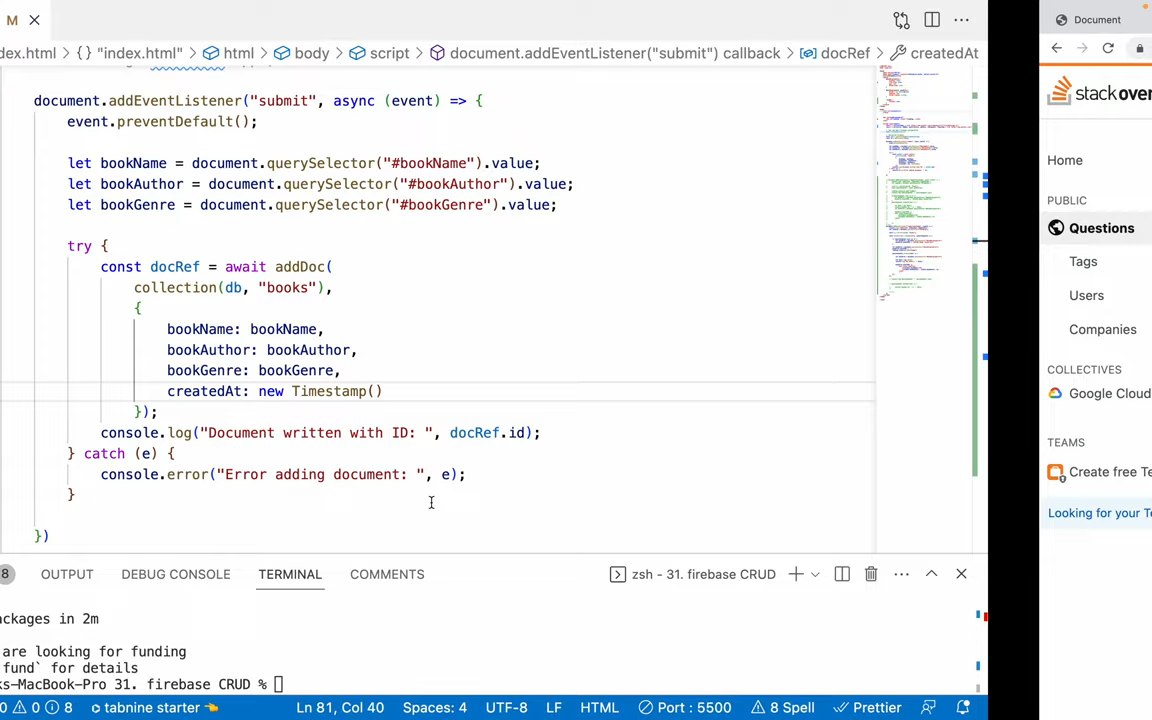 M
dex.html > {} "index.html" > html > body > script > document.addEventListener("submit") callback > docRef > createdAt
document.addEventListener("submit", async (event) => {
event.preventDefault();
let bookName = document.querySelector("#bookName").value;
let bookAuthor = document.querySelector("#bookAuthor").value;
let bookGenre = document.querySelector("#bookGenre").value;
try {
const docRef = await addDoc(
collection(db, "books"),
{
bookName: bookName,
bookAuthor: bookAuthor,
bookGenre: bookGenre,
createdAt: new Timestamp()
});
console.log("Document written with ID: ", docRef.id);
} catch (e) {
console.error("Error adding document: ", e);
}
})
8 OUTPUT DEBUG CONSOLE TERMINAL COMMENTS zsh - 31. firebase CRUD
ackages in 2m
are looking for funding
fund` for details
ks-MacBook-Pro 31. firebase CRUD %
0 0 8 tabnine starter Ln 81, Col 40 Spaces: 4 UTF-8 LF HTML Port : 5500 8 Spell Prettier
Document
stackover
Home
PUBLIC
Questions
Tags
Users
Companies
COLLECTIVES
Google Cloud
TEAMS
Create free Te
Looking for your Te